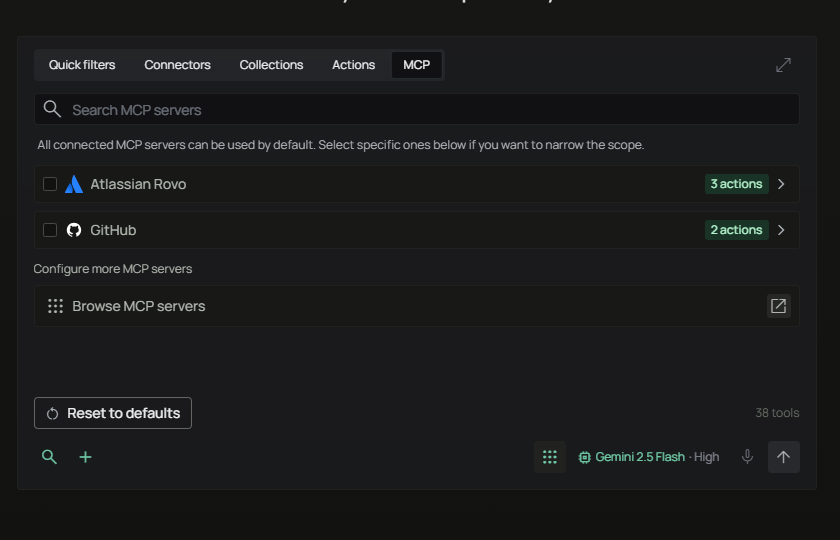 Quick filters Connectors Collections Actions MCP
Search MCP servers
All connected MCP servers can be used by default. Select specific ones below if you want to narrow the scope.
Atlassian Rovo 3 actions
GitHub 2 actions
Configure more MCP servers
Browse MCP servers
Reset to defaults 38 tools
Gemini 2.5 Flash · High